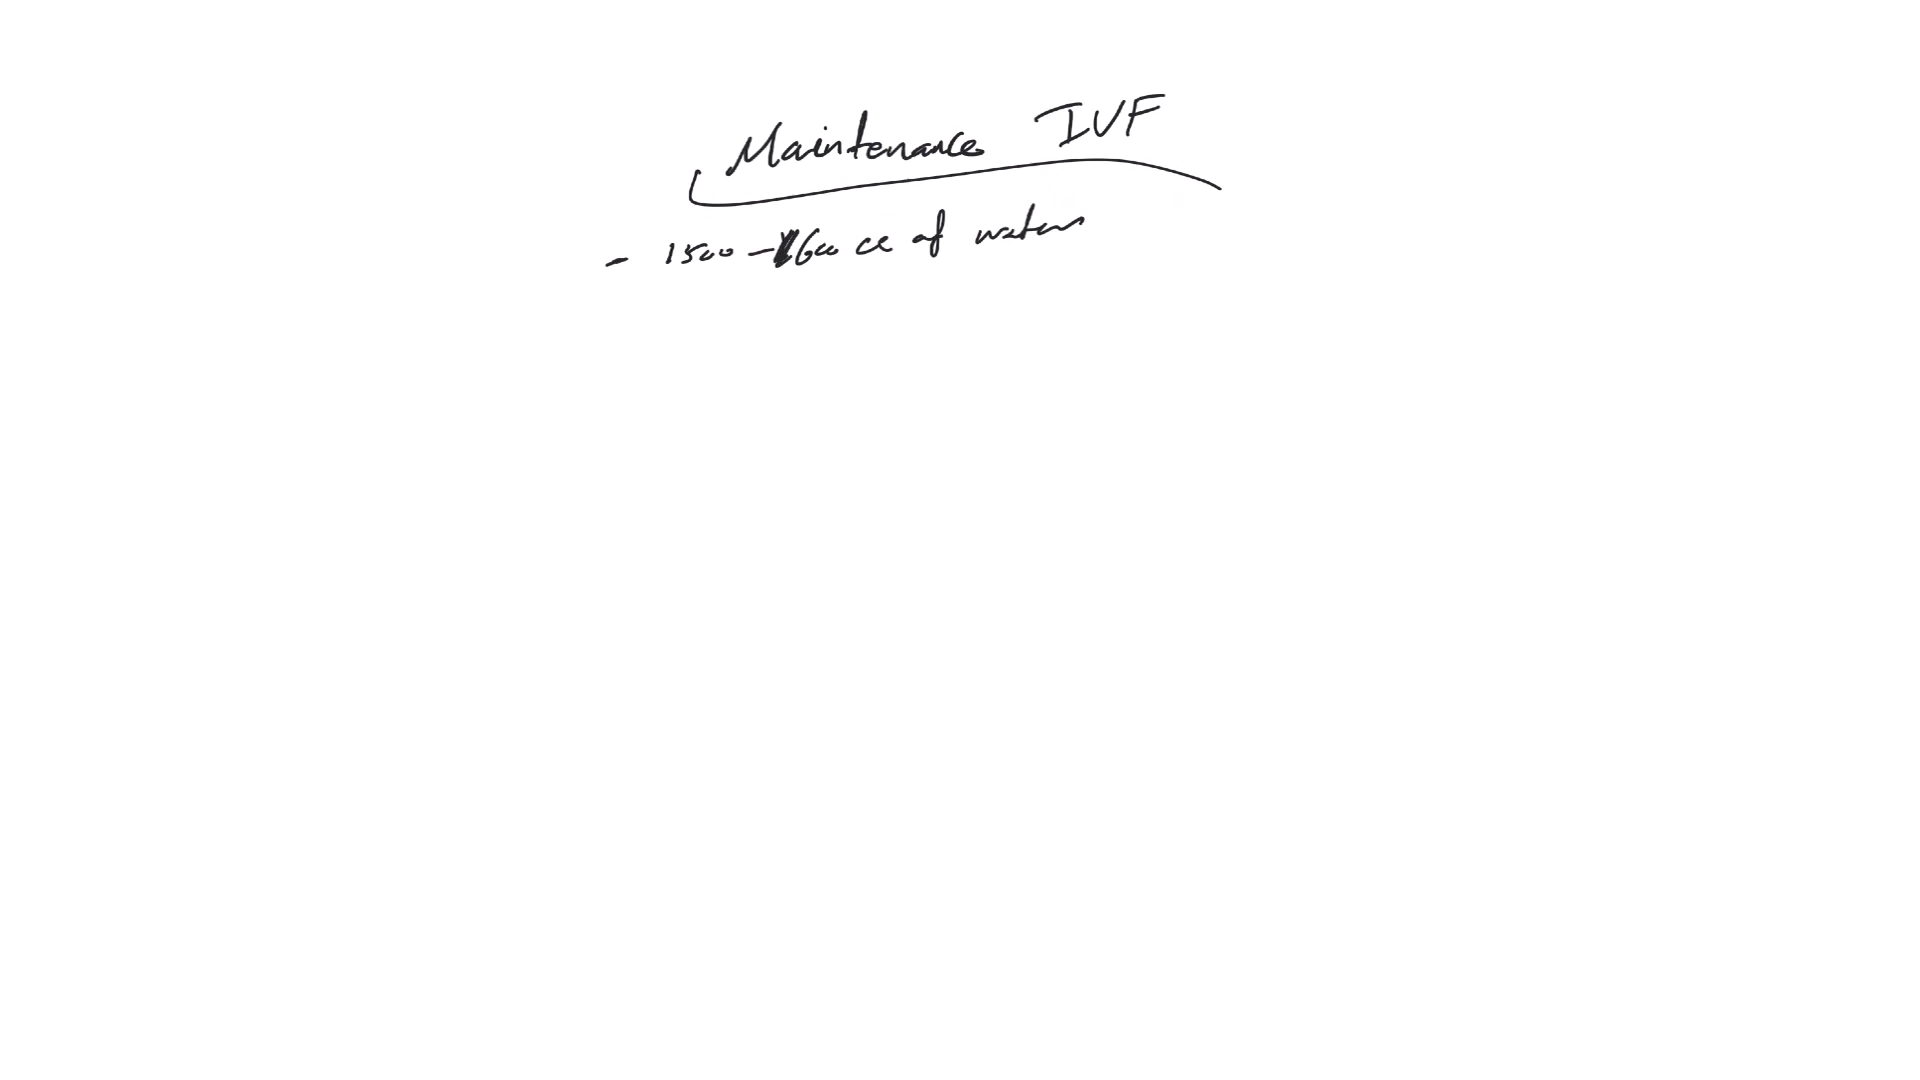 Maintenance IVF
- 1500 - 1600 cc of water